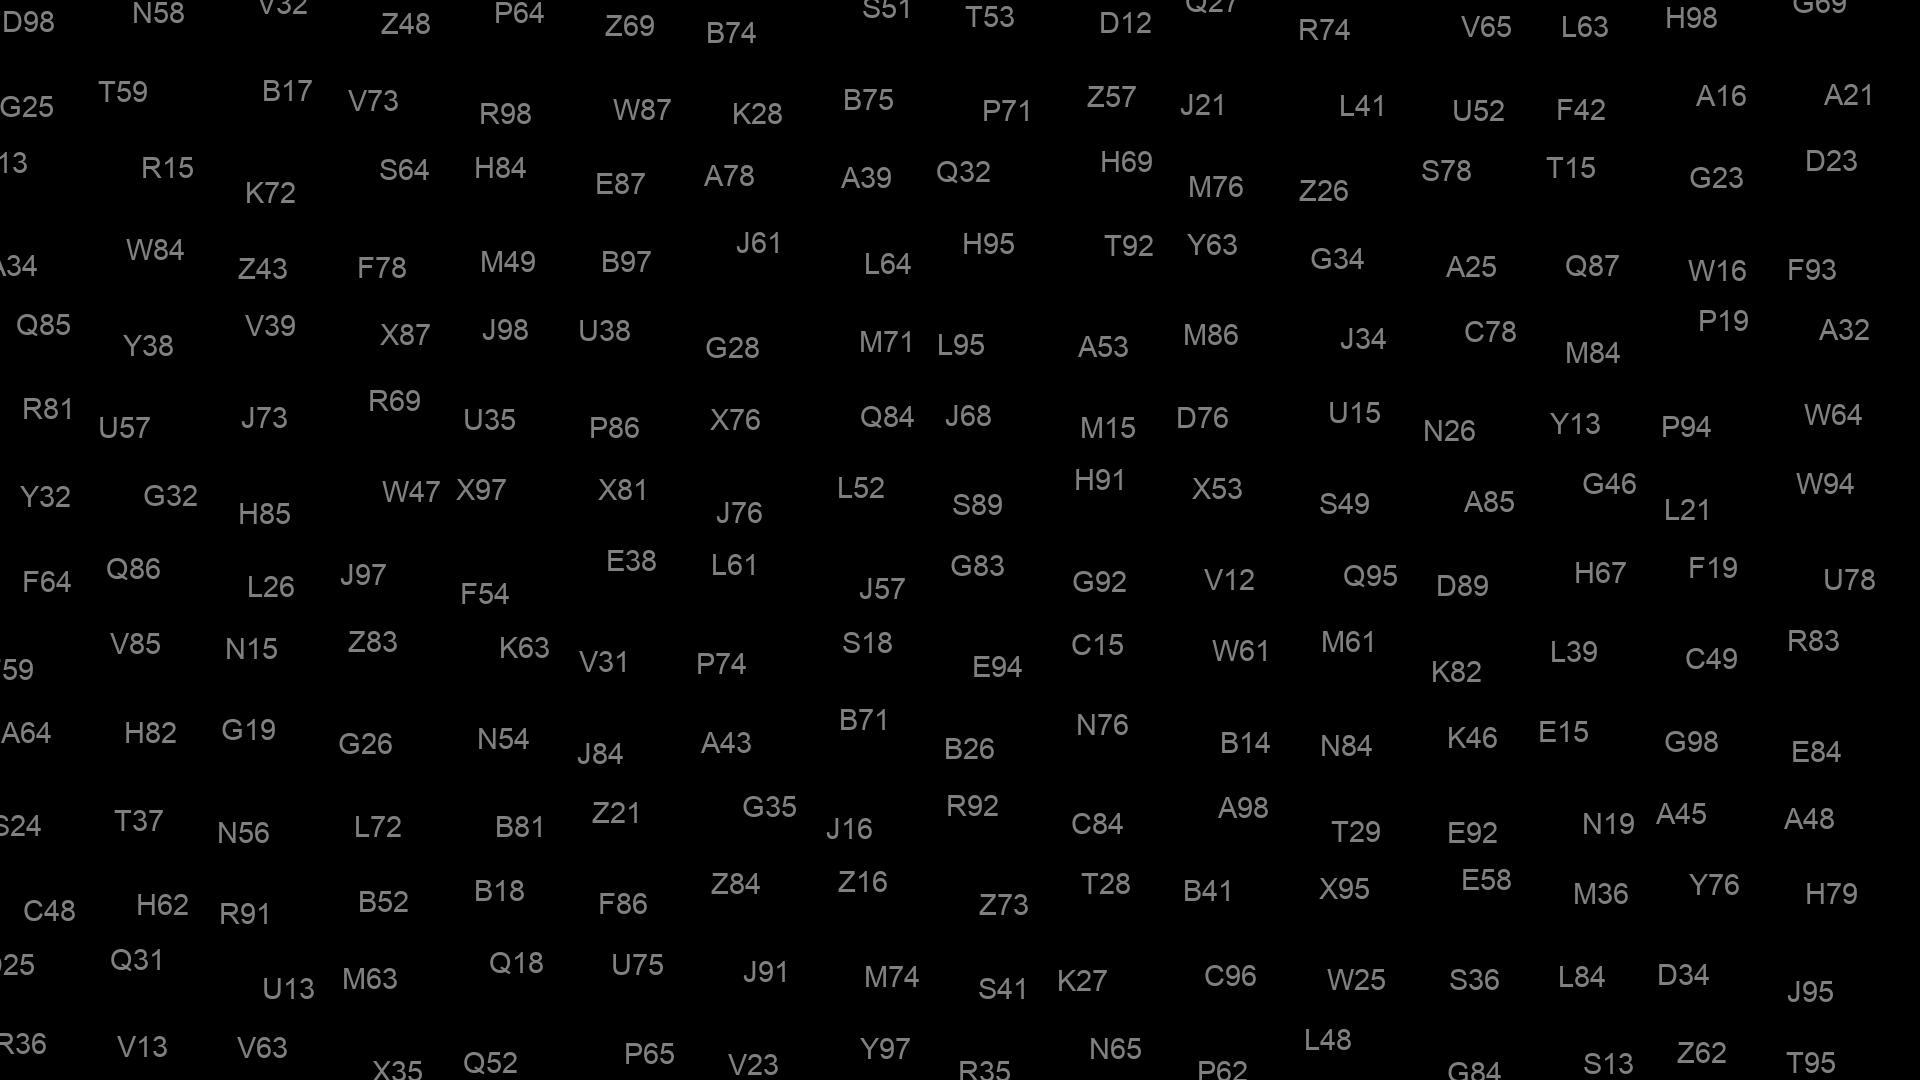 D98 N58 V32 Z48 P64 Z69 B74 S51 T53 D12 Q27 R74 V65 L63 H98 G69
G25 T59 B17 V73 R98 W87 K28 B75 P71 Z57 J21 L41 U52 F42 A16 A21
13 R15 K72 S64 H84 E87 A78 A39 Q32 H69 M76 Z26 S78 T15 G23 D23
A34 W84 Z43 F78 M49 B97 J61 L64 H95 T92 Y63 G34 A25 Q87 W16 F93
Q85 Y38 V39 X87 J98 U38 G28 M71 L95 A53 M86 J34 C78 M84 P19 A32
R81 U57 J73 R69 U35 P86 X76 Q84 J68 M15 D76 U15 N26 Y13 P94 W64
Y32 G32 H85 W47 X97 X81 J76 L52 S89 H91 X53 S49 A85 G46 L21 W94
F64 Q86 L26 J97 F54 E38 L61 J57 G83 G92 V12 Q95 D89 H67 F19 U78
59 V85 N15 Z83 K63 V31 P74 S18 E94 C15 W61 M61 K82 L39 C49 R83
A64 H82 G19 G26 N54 J84 A43 B71 B26 N76 B14 N84 K46 E15 G98 E84
S24 T37 N56 L72 B81 Z21 G35 J16 R92 C84 A98 T29 E92 N19 A45 A48
C48 H62 R91 B52 B18 F86 Z84 Z16 Z73 T28 B41 X95 E58 M36 Y76 H79
25 Q31 U13 M63 Q18 U75 J91 M74 S41 K27 C96 W25 S36 L84 D34 J95
R36 V13 V63 X35 Q52 P65 V23 Y97 R35 N65 P62 L48 G84 S13 Z62 T95